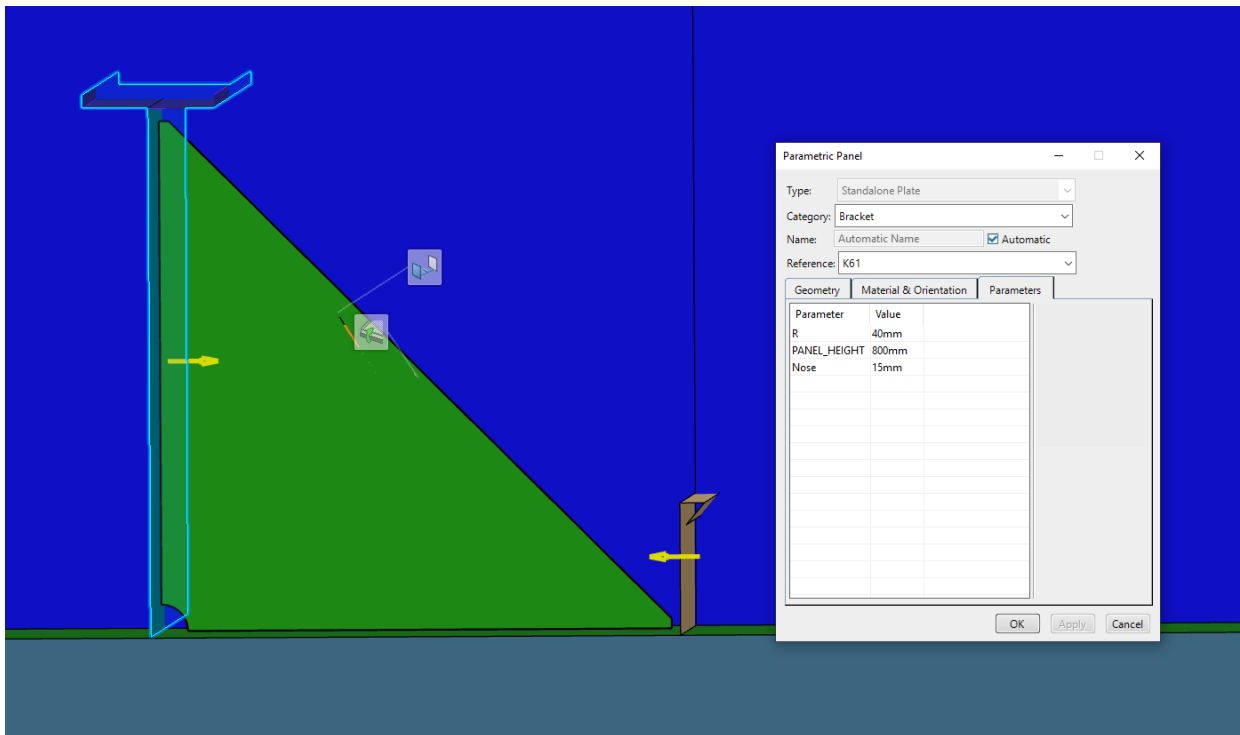 Parametric Panel
Type: Standalone Plate
Category: Bracket
Name: Automatic Name Automatic
Reference: K61
Geometry Material & Orientation Parameters
Parameter Value
R 40mm
PANEL_HEIGHT 800mm
Nose 15mm
OK Apply Cancel